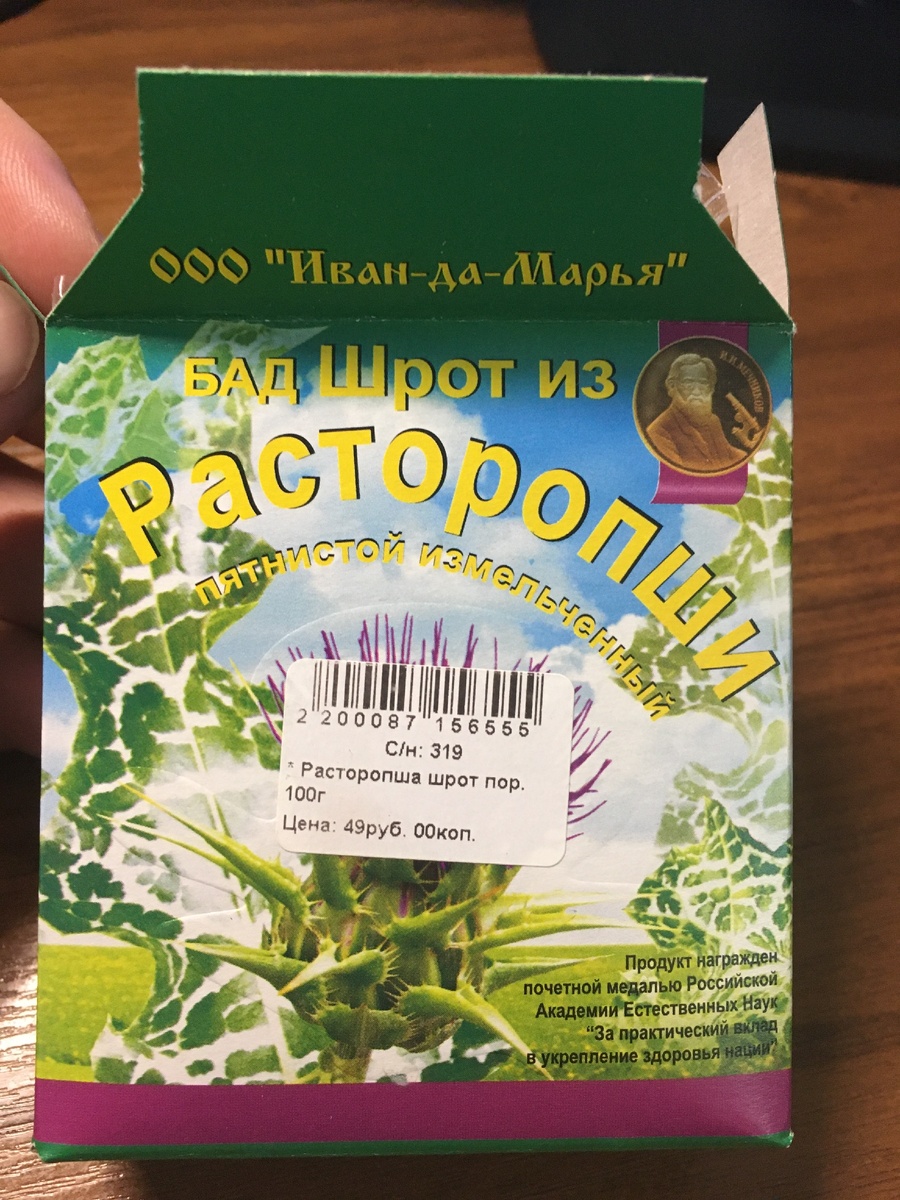 ООО "Иван-да-Марья"
БАД Шрот из
Расторопши
пятнистой измельченный
И.И.МЕЧНИКОВ
2 200087 156555
С/н: 319
* Расторопша шрот пор.
100г
Цена: 49руб. 00коп.
Продукт награжден
почетной медалью Российской
Академии Естественных Наук
“За практический вклад
в укрепление здоровья нации”